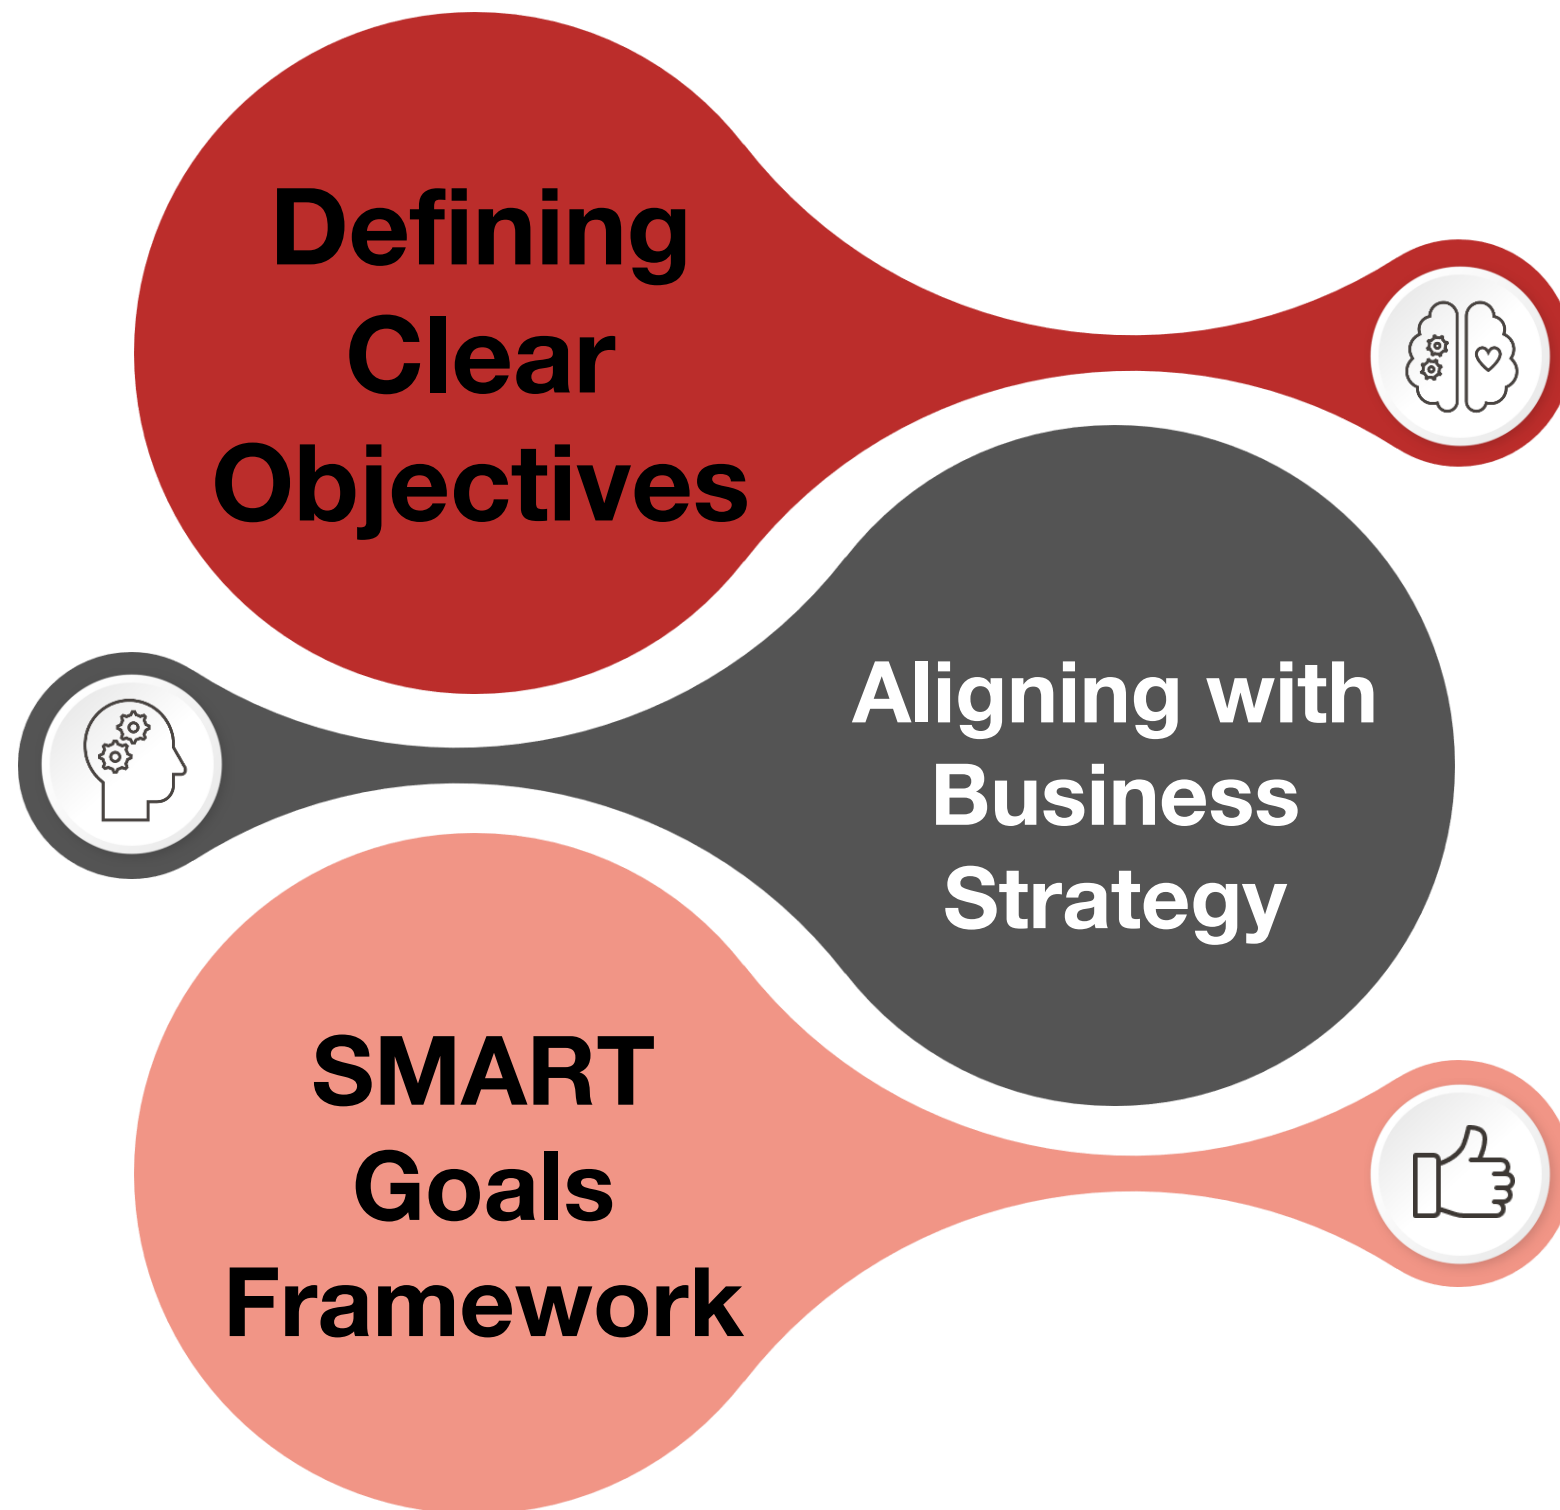 Defining
Clear
Objectives
Aligning with
Business
Strategy
SMART
Goals
Framework